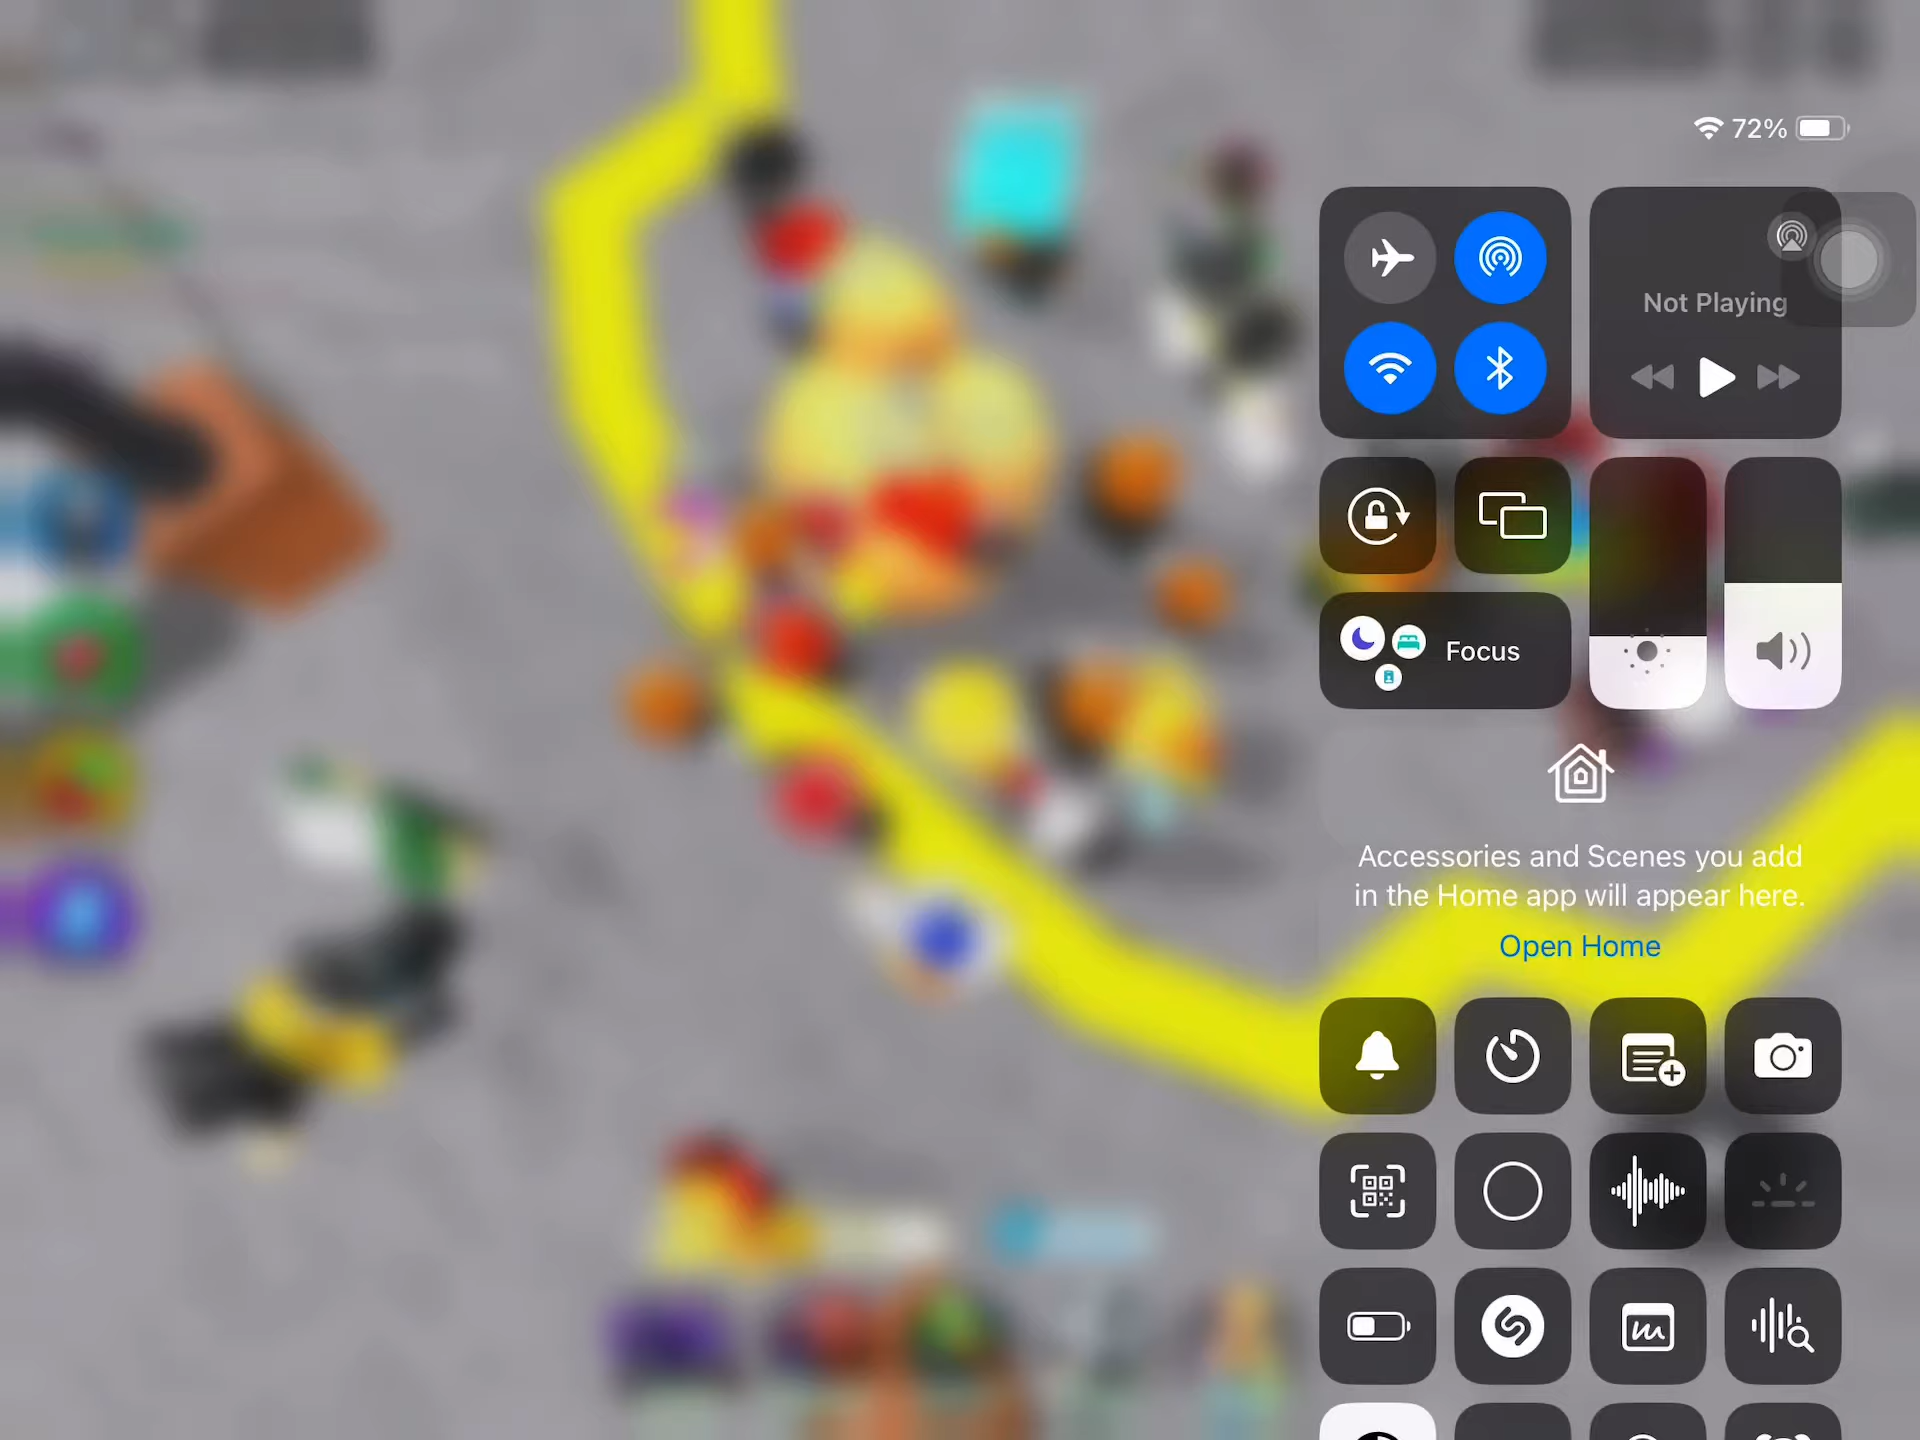 72%
Not Playing
Focus
Accessories and Scenes you add
in the Home app will appear here.
Open Home